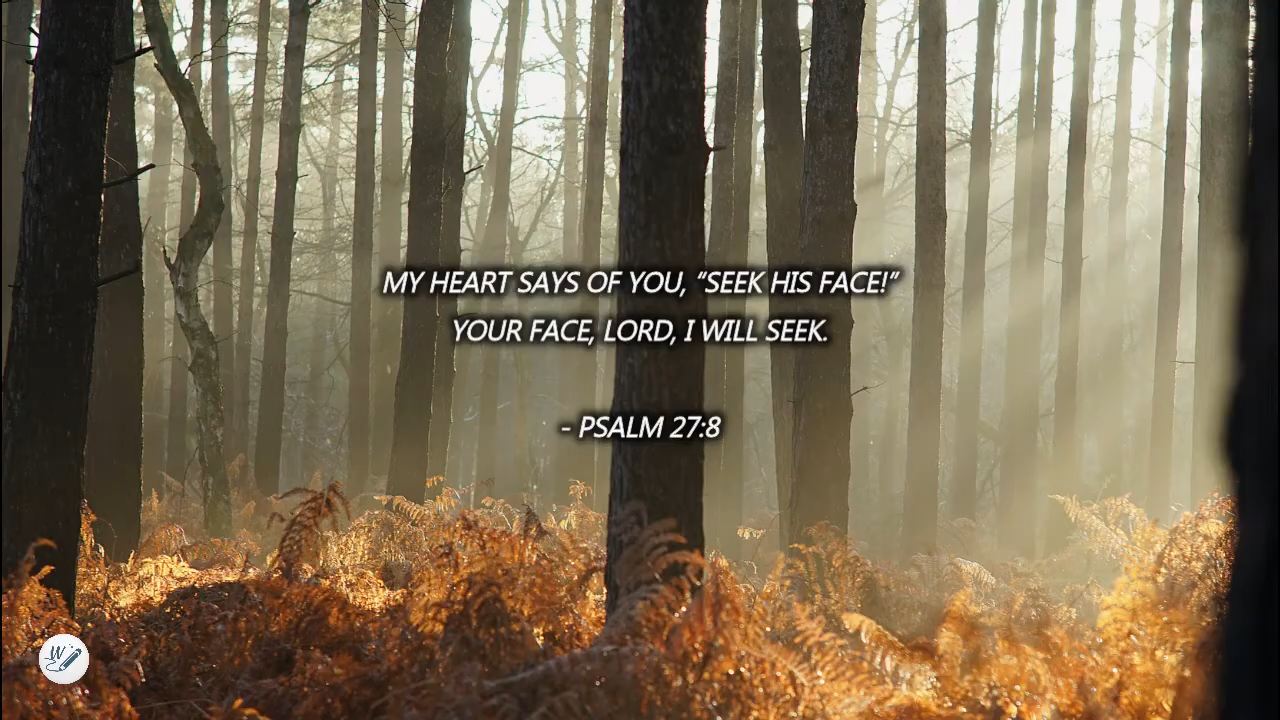 MY HEART SAYS OF YOU, “SEEK HIS FACE!”
YOUR FACE, LORD, I WILL SEEK.
- PSALM 27:8
W